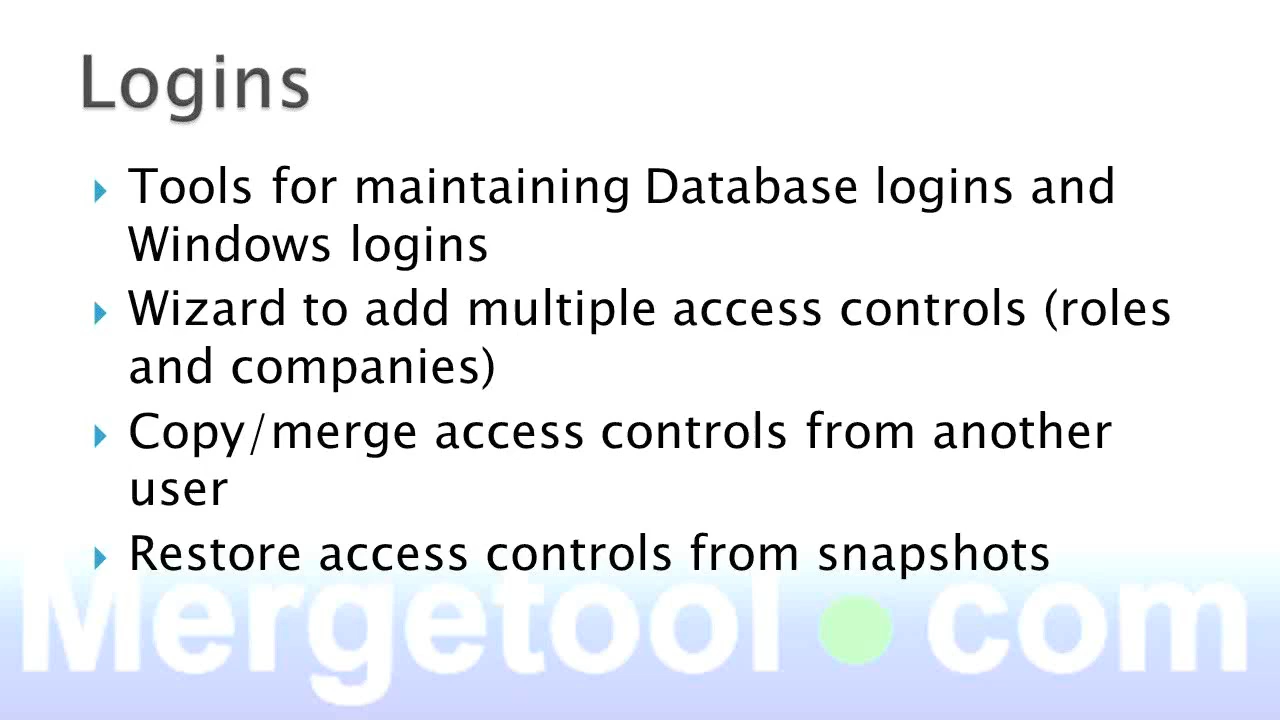 Logins
Tools for maintaining Database logins and
Windows logins
Wizard to add multiple access controls (roles
and companies)
Copy/merge access controls from another
user
Restore access controls from snapshots
Mergetool.com